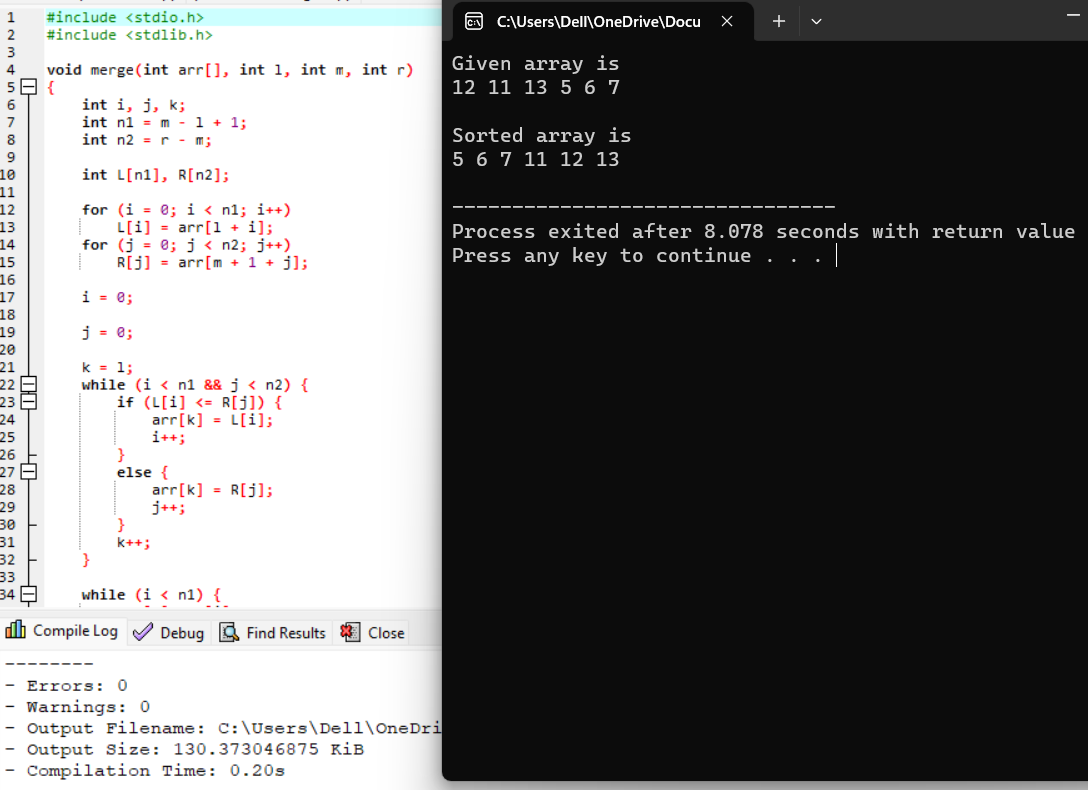 1 #include <stdio.h>
2 #include <stdlib.h>
3
4 void merge(int arr[], int l, int m, int r)
5 {
6 int i, j, k;
7 int n1 = m - l + 1;
8 int n2 = r - m;
9
10 int L[n1], R[n2];
11
12 for (i = 0; i < n1; i++)
13 L[i] = arr[l + i];
14 for (j = 0; j < n2; j++)
15 R[j] = arr[m + 1 + j];
16
17 i = 0;
18
19 j = 0;
20
21 k = l;
22 while (i < n1 && j < n2) {
23 if (L[i] <= R[j]) {
24 arr[k] = L[i];
25 i++;
26 }
27 else {
28 arr[k] = R[j];
29 j++;
30 }
31 k++;
32 }
33
34 while (i < n1) {
Compile Log Debug Find Results Close
--------
- Errors: 0
- Warnings: 0
- Output Filename: C:\Users\Dell\OneDri
- Output Size: 130.373046875 KiB
- Compilation Time: 0.20s
C:\Users\Dell\OneDrive\Docu
Given array is
12 11 13 5 6 7
Sorted array is
5 6 7 11 12 13
--------------------------------
Process exited after 8.078 seconds with return value
Press any key to continue . . .